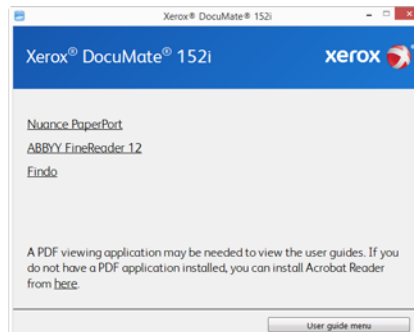 Xerox® DocuMate® 152i
Xerox® DocuMate® 152i
xerox
Nuance PaperPort
ABBYY FineReader 12
Findo
A PDF viewing application may be needed to view the user guides. If you
do not have a PDF application installed, you can install Acrobat Reader
from here.
User guide menu